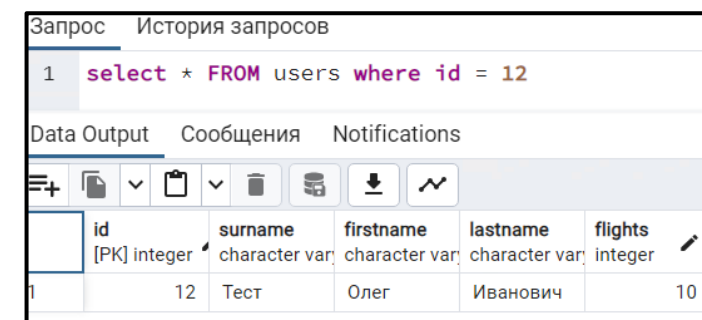 Запрос История запросов
1 select * FROM users where id = 12
Data Output Сообщения Notifications
id surname firstname lastname flights
[PK] integer character var character var character var integer
1 12 Тест Олег Иванович 10